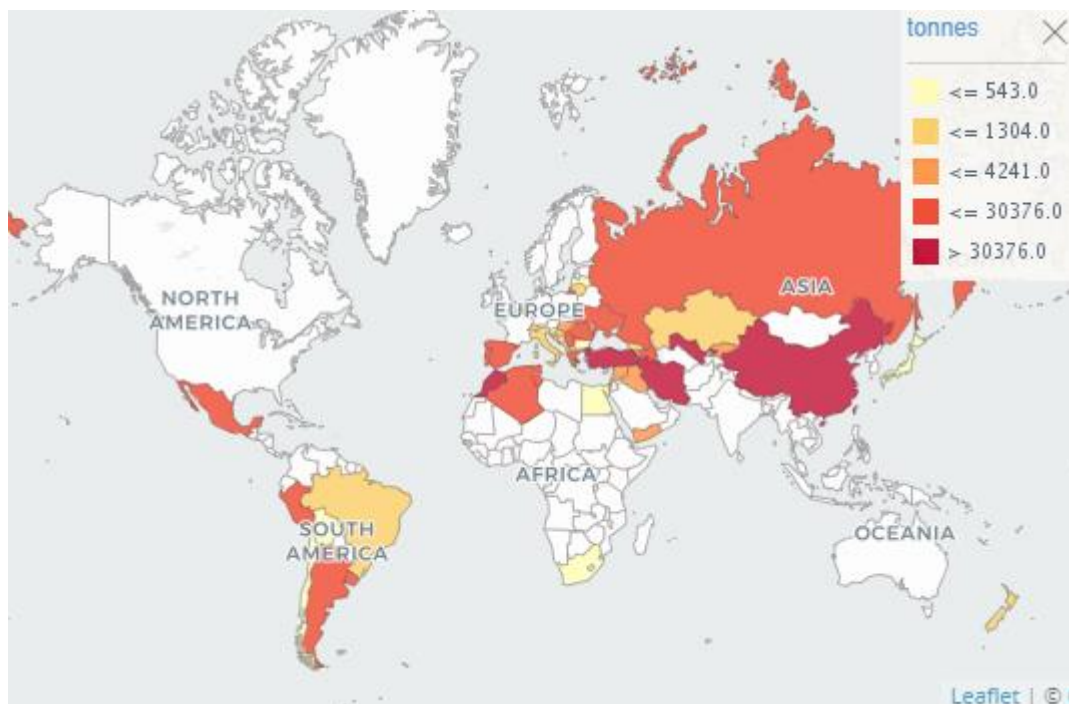 tonnes
<= 543.0
<= 1304.0
<= 4241.0
<= 30376.0
> 30376.0
ASIA
NORTH
AMERICA
EUROPE
AFRICA
SOUTH
AMERICA
OCEANIA
Leaflet | ©